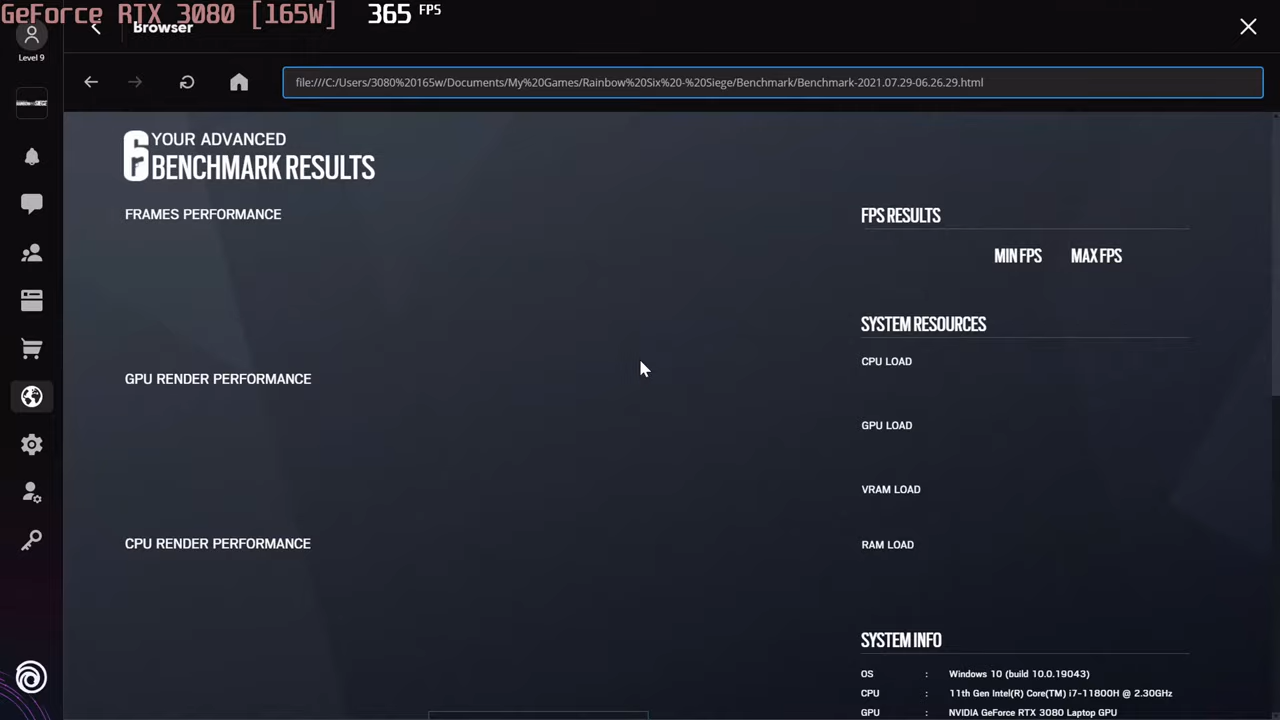 GeForce RTX 3080 [165W] 365 FPS
Browser
Level 9
file:///C:/Users/3080%20165w/Documents/My%20Games/Rainbow%20Six%20-%20Siege/Benchmark/Benchmark-2021.07.29-06.26.29.html
YOUR ADVANCED
BENCHMARK RESULTS
FRAMES PERFORMANCE
GPU RENDER PERFORMANCE
CPU RENDER PERFORMANCE
FPS RESULTS
MIN FPS MAX FPS
SYSTEM RESOURCES
CPU LOAD
GPU LOAD
VRAM LOAD
RAM LOAD
SYSTEM INFO
OS : Windows 10 (build 10.0.19043)
CPU : 11th Gen Intel(R) Core(TM) i7-11800H @ 2.30GHz
GPU : NVIDIA GeForce RTX 3080 Laptop GPU